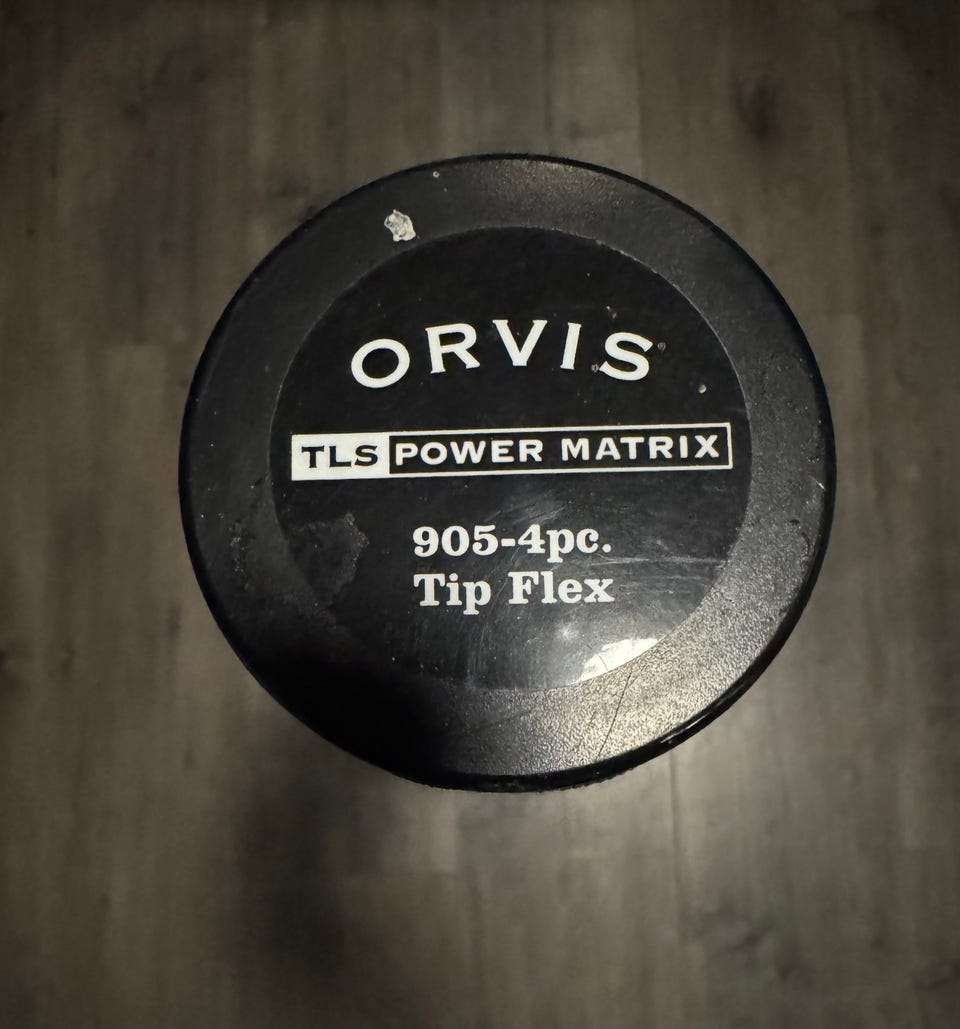 ORVIS®
TLS POWER MATRIX
905-4pc.
Tip Flex